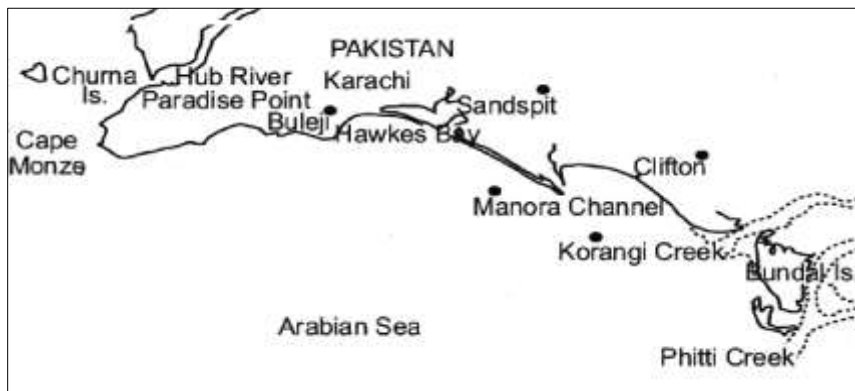 PAKISTAN
Churna
Is.
Hub River
Karachi
Paradise Point
Sandspit
Buleji
Hawkes Bay
Cape
Monze
Clifton
Manora Channel
Korangi Creek
Bundal Is.
Arabian Sea
Phitti Creek